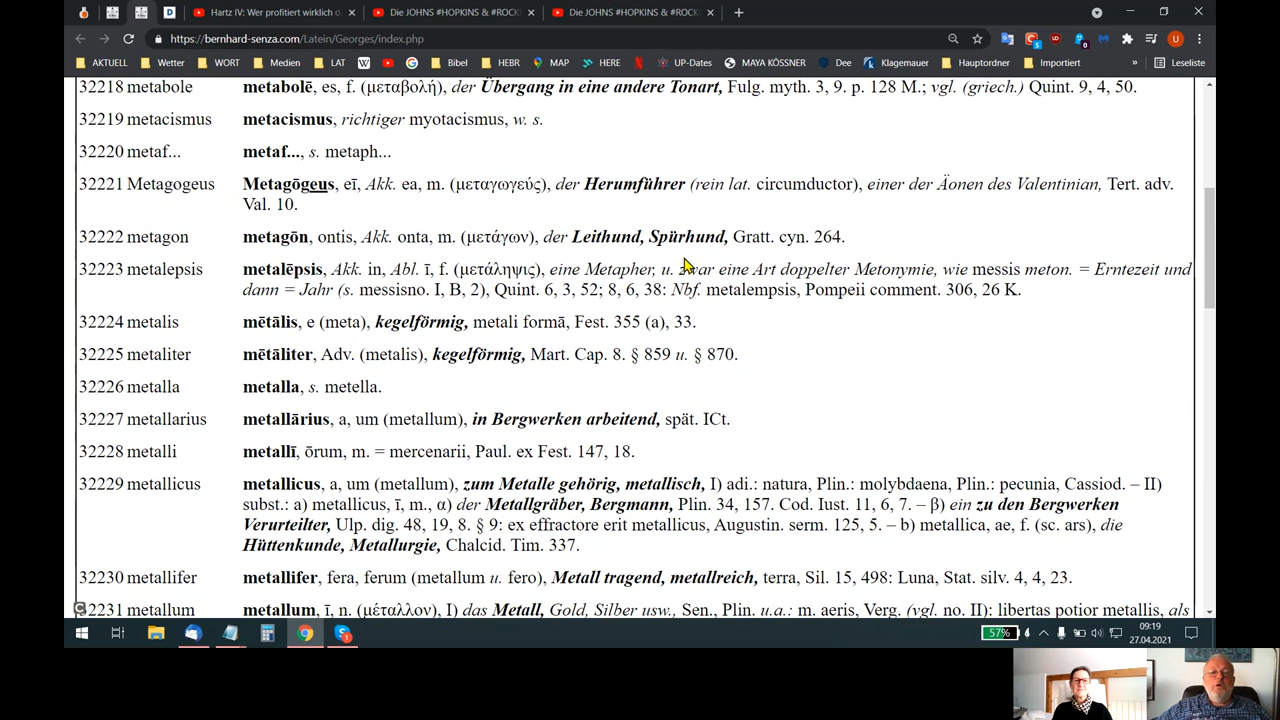 Hartz IV: Wer profitiert wirklich d
Die JOHNS #HOPKINS & #ROCK
Die JOHNS #HOPKINS & #ROCK
https://bernhard-senza.com/Latein/Georges/index.php
AKTUELL Wetter WORT Medien LAT Bibel HEBR MAP HERE UP-Dates MAYA KÖSSNER Dee Klagemauer Hauptordner Importiert » Leseliste
32218 metabole metabolē, es, f. (μεταβολή), der Übergang in eine andere Tonart, Fulg. myth. 3, 9. p. 128 M.; vgl. (griech.) Quint. 9, 4, 50.
32219 metacismus metacismus, richtiger myotacismus, w. s.
32220 metaf... metaf..., s. metaph...
32221 Metagogeus Metagōgeus, eī, Akk. ea, m. (μεταγωγεύς), der Herumführer (rein lat. circumductor), einer der Äonen des Valentinian, Tert. adv.
Val. 10.
32222 metagon metagōn, ontis, Akk. onta, m. (μετάγων), der Leithund, Spürhund, Gratt. cyn. 264.
32223 metalepsis metalēpsis, Akk. in, Abl. ī, f. (μετάληψις), eine Metapher, u. zwar eine Art doppelter Metonymie, wie messis meton. = Erntezeit und
dann = Jahr (s. messisno. I, B, 2), Quint. 6, 3, 52; 8, 6, 38: Nbf. metalempsis, Pompeii comment. 306, 26 K.
32224 metalis mētālis, e (meta), kegelförmig, metali formā, Fest. 355 (a), 33.
32225 metaliter mētāliter, Adv. (metalis), kegelförmig, Mart. Cap. 8. § 859 u. § 870.
32226 metalla metalla, s. metella.
32227 metallarius metallārius, a, um (metallum), in Bergwerken arbeitend, spät. ICt.
32228 metalli metallī, ōrum, m. = mercenarii, Paul. ex Fest. 147, 18.
32229 metallicus metallicus, a, um (metallum), zum Metalle gehörig, metallisch, I) adi.: natura, Plin.: molybdaena, Plin.: pecunia, Cassiod. – II)
subst.: a) metallicus, ī, m., α) der Metallgräber, Bergmann, Plin. 34, 157. Cod. Iust. 11, 6, 7. – β) ein zu den Bergwerken
Verurteilter, Ulp. dig. 48, 19, 8. § 9: ex effractore erit metallicus, Augustin. serm. 125, 5. – b) metallica, ae, f. (sc. ars), die
Hüttenkunde, Metallurgie, Chalcid. Tim. 337.
32230 metallifer metallifer, fera, ferum (metallum u. fero), Metall tragend, metallreich, terra, Sil. 15, 498: Luna, Stat. silv. 4, 4, 23.
32231 metallum metallum, ī, n. (μέταλλον), I) das Metall, Gold, Silber usw., Sen., Plin. u.a.: m. aeris, Verg. (vgl. no. II): libertas potior metallis, als
57%
09:19
27.04.2021